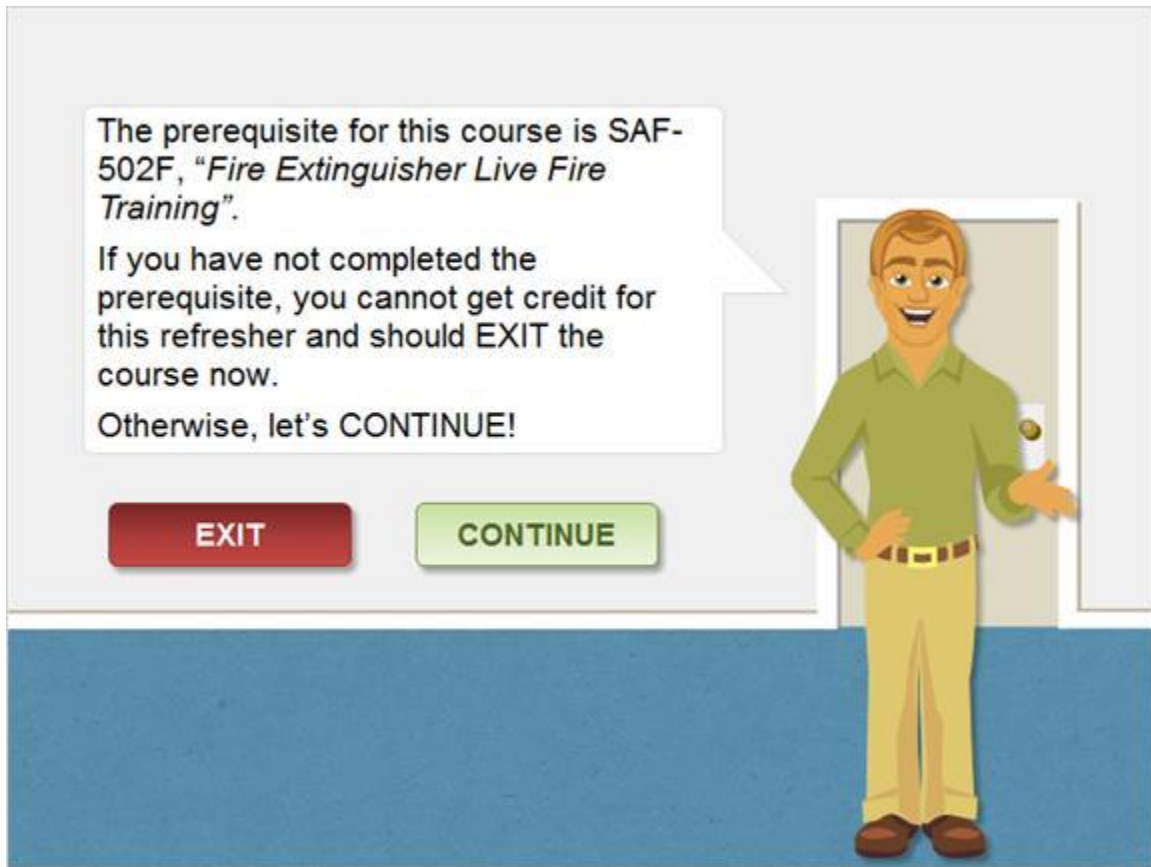 The prerequisite for this course is SAF-
502F, “Fire Extinguisher Live Fire
Training”.
If you have not completed the
prerequisite, you cannot get credit for
this refresher and should EXIT the
course now.
Otherwise, let’s CONTINUE!
EXIT
CONTINUE